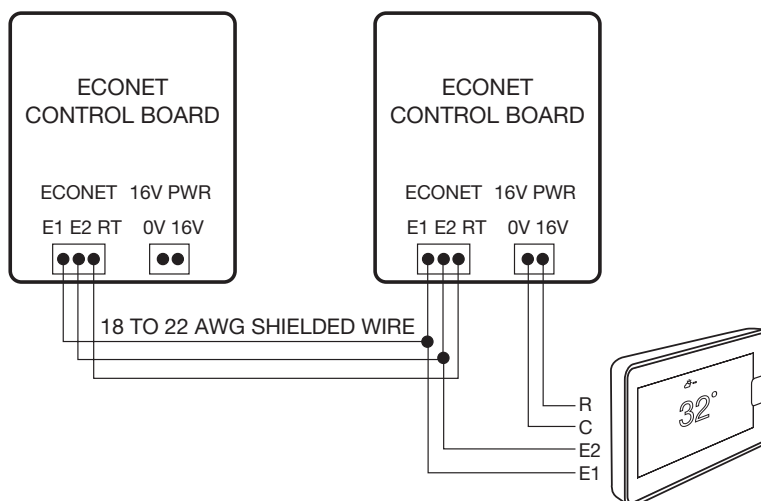 ECONET
CONTROL BOARD
ECONET 16V PWR
E1 E2 RT 0V 16V
ECONET
CONTROL BOARD
ECONET 16V PWR
E1 E2 RT 0V 16V
18 TO 22 AWG SHIELDED WIRE
R
C
E2
E1
32°